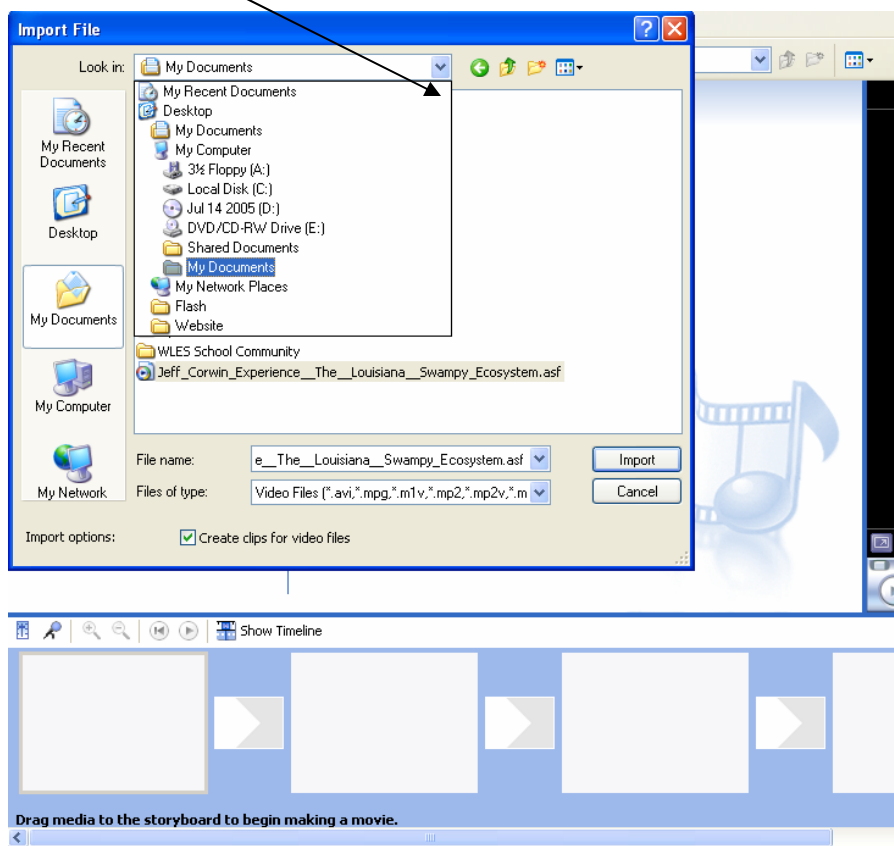 Import File
Look in:
My Documents
My Recent Documents
Desktop
My Documents
My Computer
3½ Floppy (A:)
Local Disk (C:)
Jul 14 2005 (D:)
DVD/CD-RW Drive (E:)
Shared Documents
My Documents
My Network Places
Flash
Website
WLES School Community
Jeff_Corwin_Experience__The__Louisiana__Swampy_Ecosystem.asf
My Recent
Documents
Desktop
My Documents
My Computer
My Network
File name:
e__The__Louisiana__Swampy_Ecosystem.asf
Import
Files of type:
Video Files (*.avi,*.mpg,*.m1v,*.mp2,*.mp2v,*.m
Cancel
Import options:
Create clips for video files
Show Timeline
Drag media to the storyboard to begin making a movie.